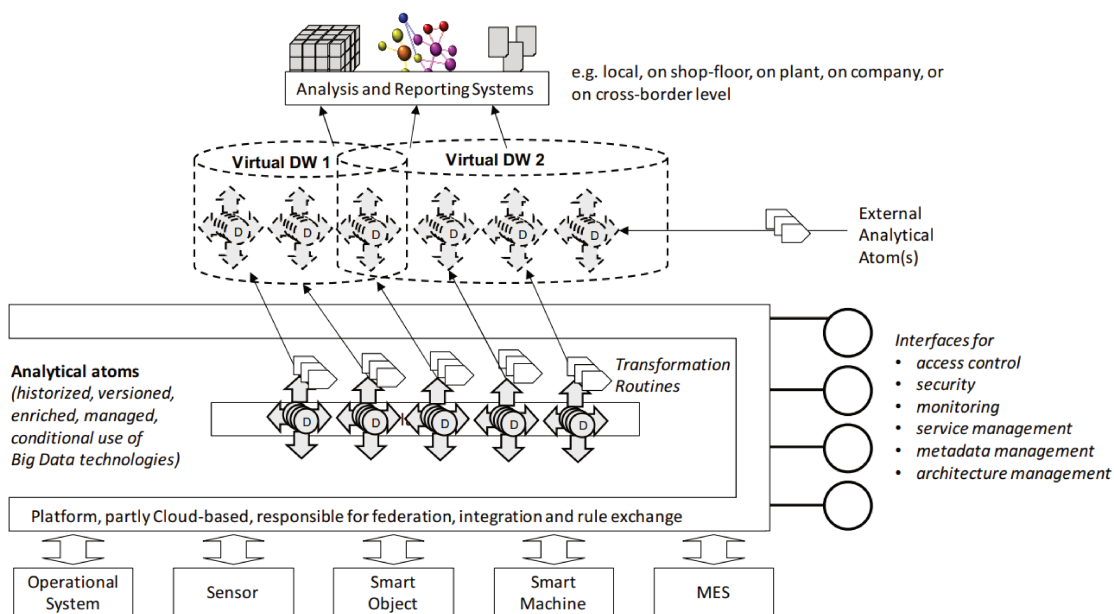 Analysis and Reporting Systems
e.g. local, on shop-floor, on plant, on company, or
on cross-border level
Virtual DW 1
Virtual DW 2
D
D
D
D
D
D
External
Analytical
Atom(s)
Analytical atoms
(historized, versioned,
enriched, managed,
conditional use of
Big Data technologies)
Transformation
Routines
D
D
D
D
D
Interfaces for
• access control
• security
• monitoring
• service management
• metadata management
• architecture management
Platform, partly Cloud-based, responsible for federation, integration and rule exchange
Operational
System
Sensor
Smart
Object
Smart
Machine
MES